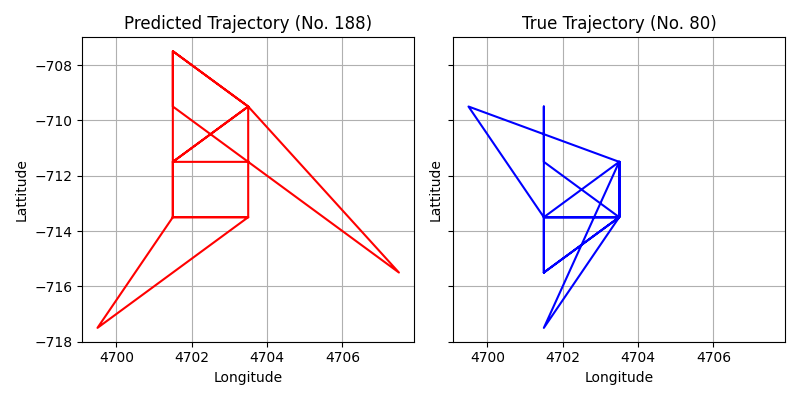 Predicted Trajectory (No. 188)
−708
−710
−712
−714
−716
−718
Lattitude
4700 4702 4704 4706
Longitude
True Trajectory (No. 80)
Lattitude
4700 4702 4704 4706
Longitude